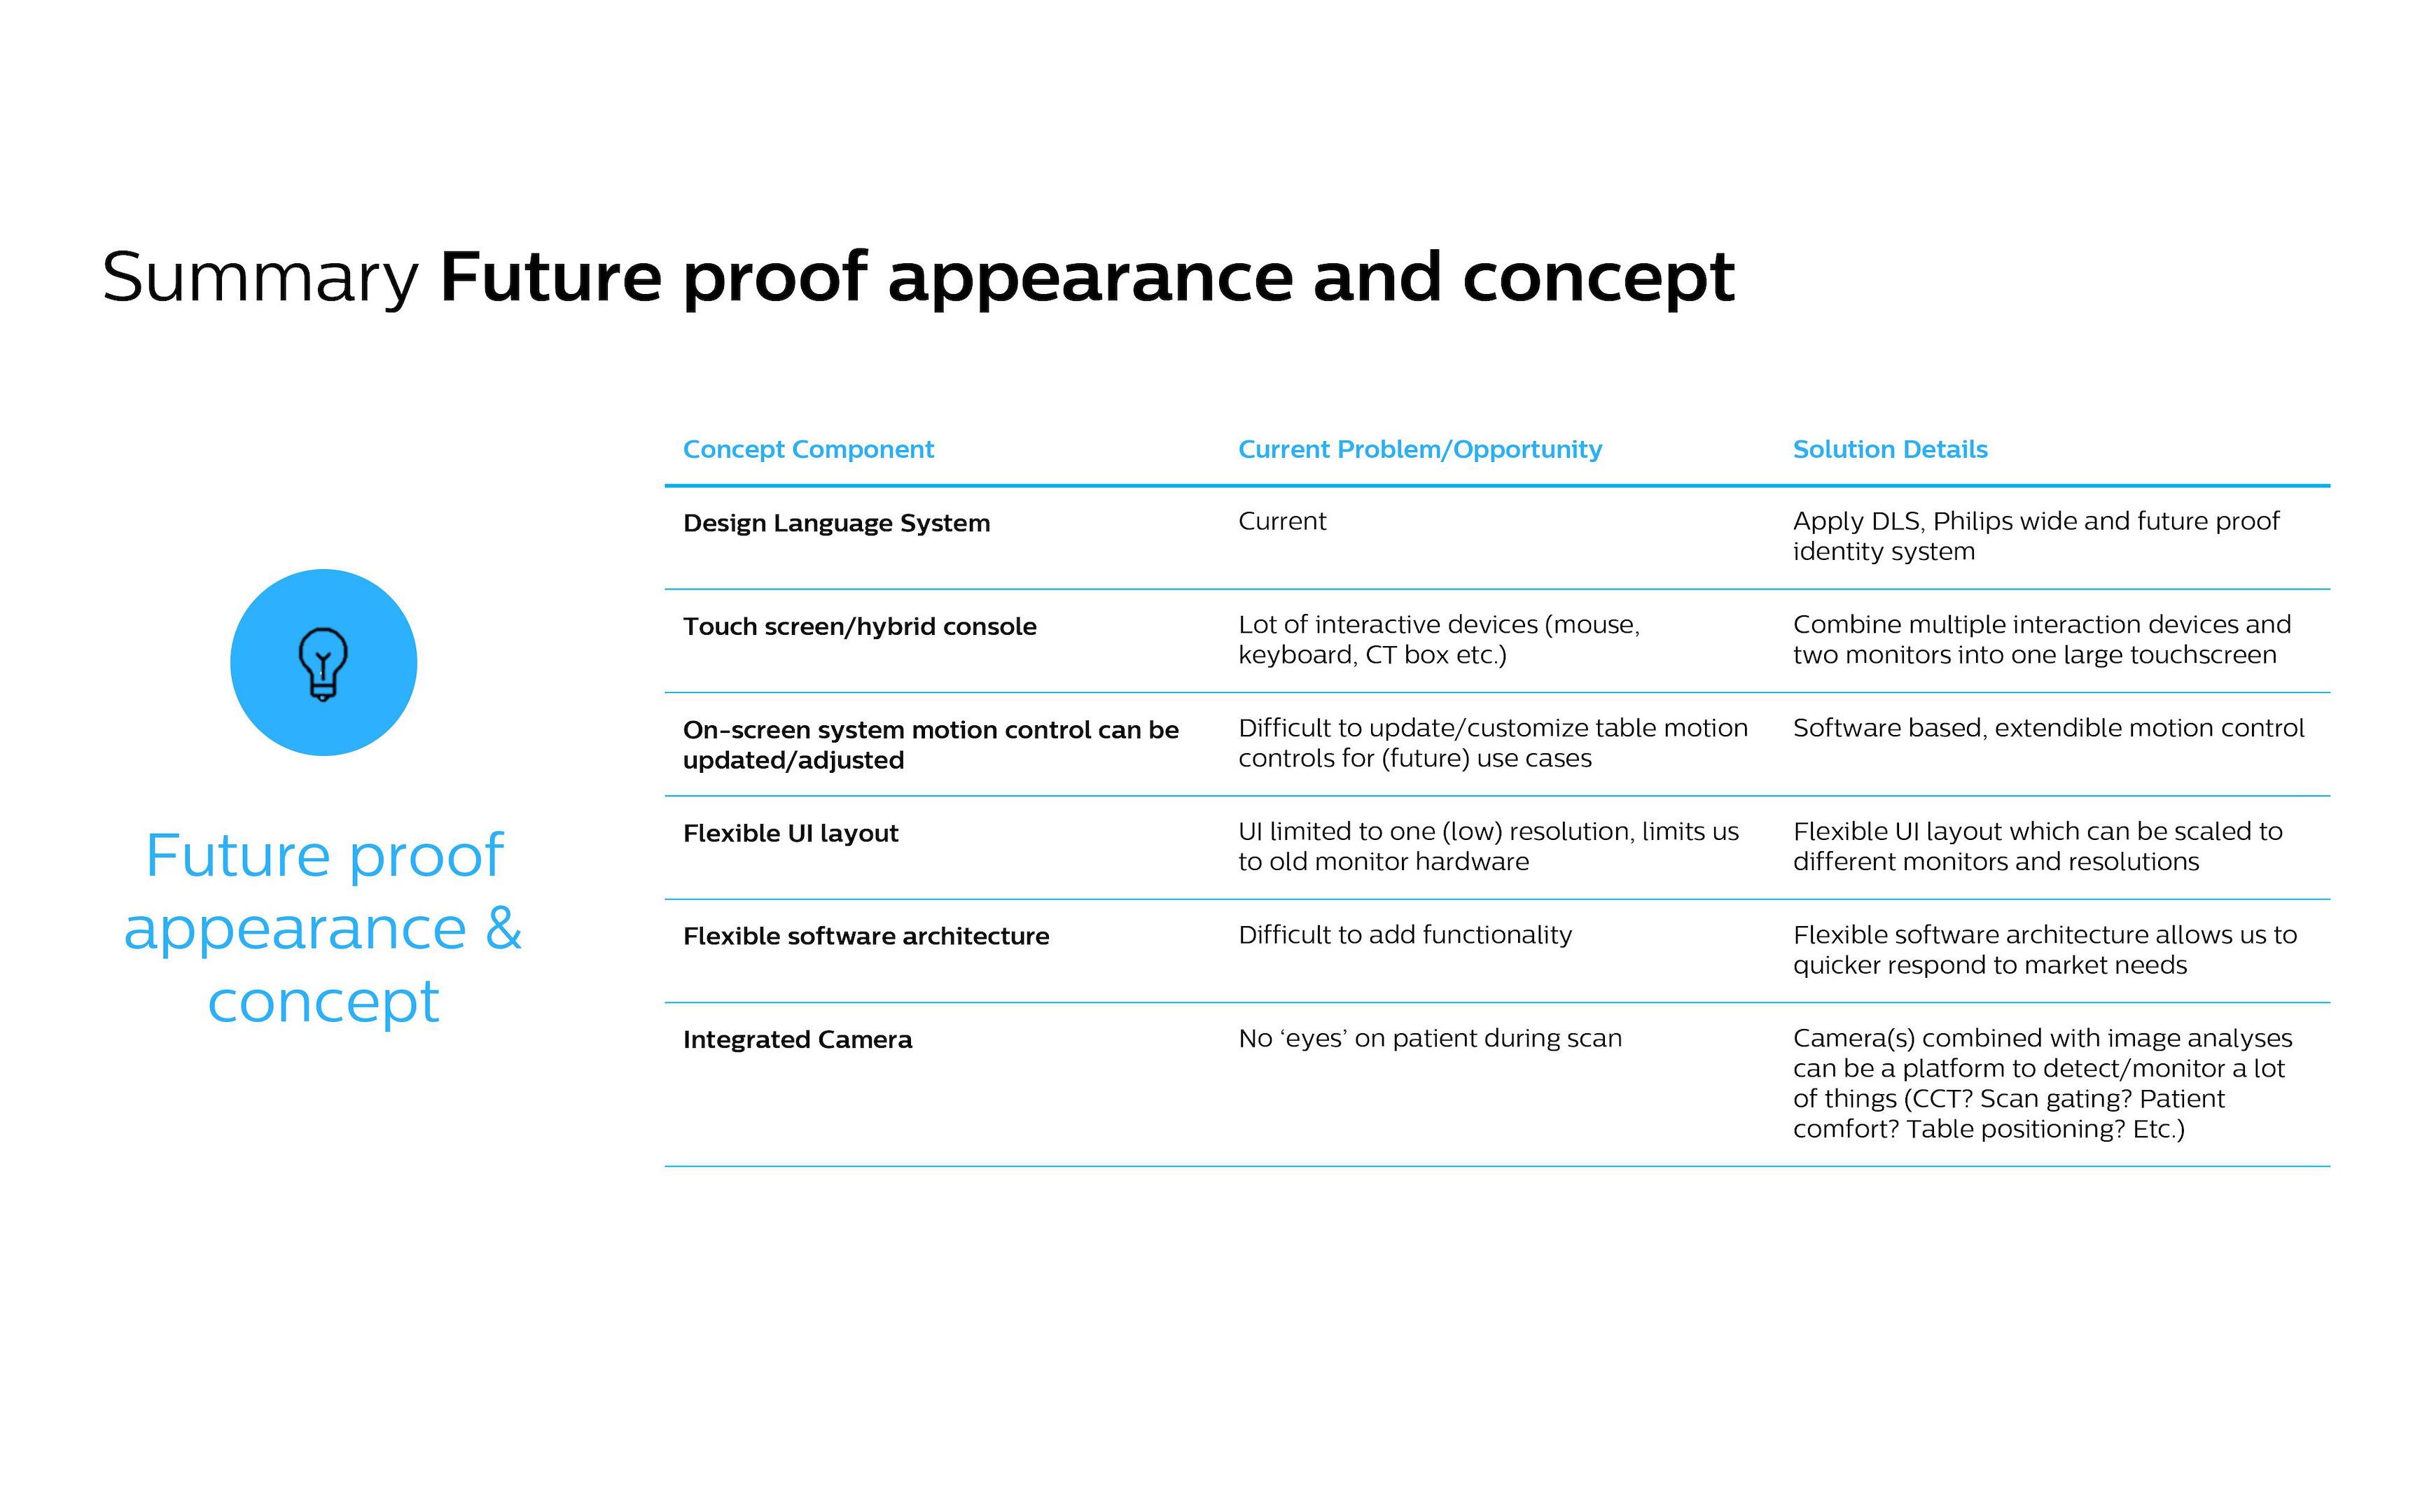 Summary Future proof appearance and concept
Future proof
appearance &
concept
Concept Component
Current Problem/Opportunity
Solution Details
Design Language System
Current
Apply DLS, Philips wide and future proof
identity system
Touch screen/hybrid console
Lot of interactive devices (mouse,
keyboard, CT box etc.)
Combine multiple interaction devices and
two monitors into one large touchscreen
On-screen system motion control can be
updated/adjusted
Difficult to update/customize table motion
controls for (future) use cases
Software based, extendible motion control
Flexible UI layout
UI limited to one (low) resolution, limits us
to old monitor hardware
Flexible UI layout which can be scaled to
different monitors and resolutions
Flexible software architecture
Difficult to add functionality
Flexible software architecture allows us to
quicker respond to market needs
Integrated Camera
No ‘eyes’ on patient during scan
Camera(s) combined with image analyses
can be a platform to detect/monitor a lot
of things (CCT? Scan gating? Patient
comfort? Table positioning? Etc.)